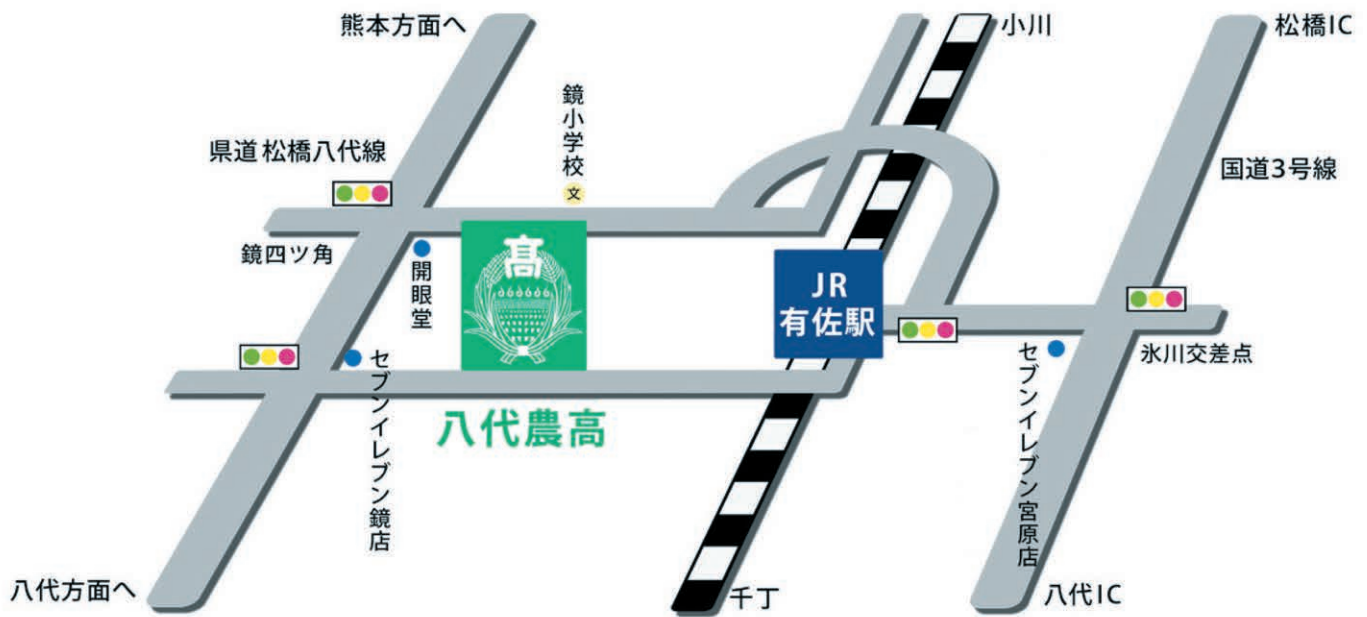 熊本方面へ
小川
松橋IC
鏡小学校
県道 松橋八代線
国道3号線
文
鏡四ツ角
高
開眼堂
JR
有佐駅
セブンイレブン鏡店
セブンイレブン宮原店
氷川交差点
八代農高
八代方面へ
千丁
八代IC